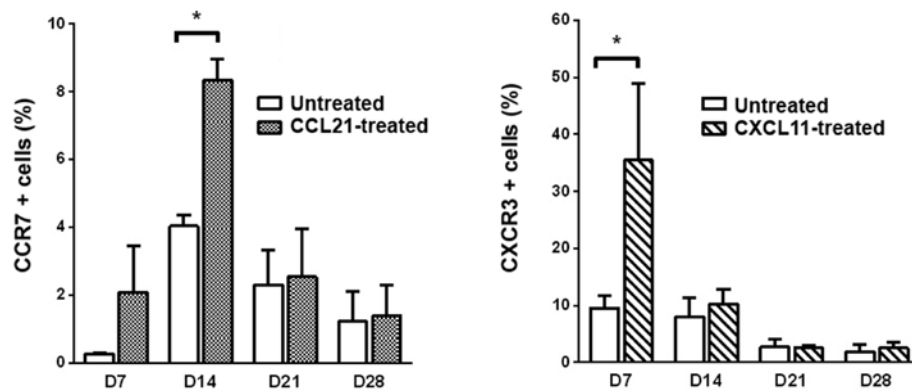 CCR7 + cells (%)
10
8
6
4
2
0
*
Untreated
CCL21-treated
D7 D14 D21 D28
CXCR3 + cells (%)
60
50
40
30
20
10
0
*
Untreated
CXCL11-treated
D7 D14 D21 D28